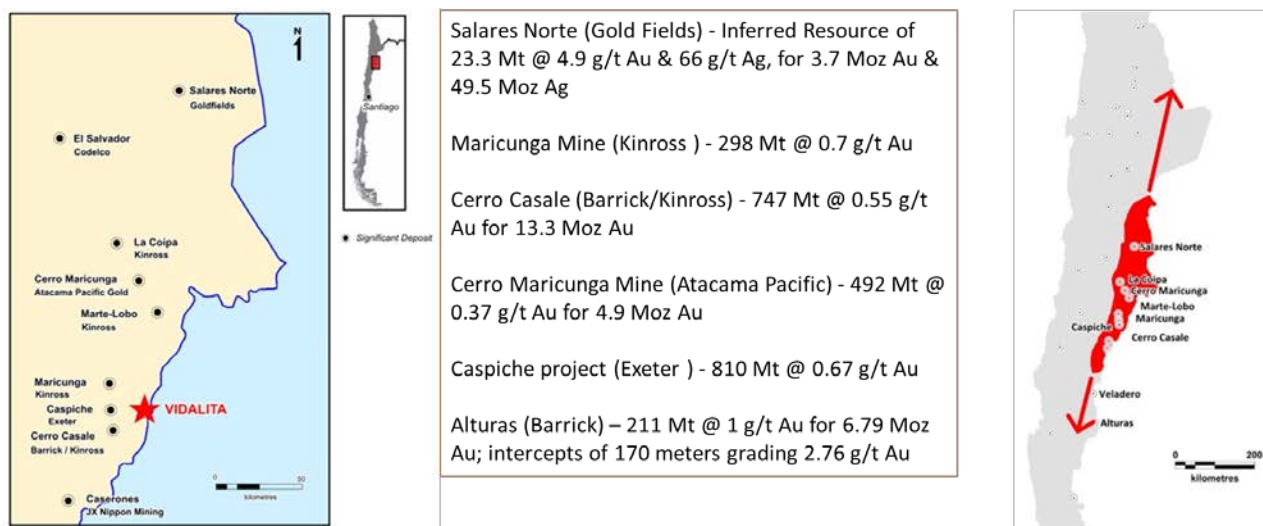 N
Salares Norte
Goldfields
El Salvador
Codelco
La Coipa
Kinross
Cerro Maricunga
Atacama Pacific Gold
Marte-Lobo
Kinross
Maricunga
Kinross
VIDALITA
Caspiche
Exeter
Cerro Casale
Barrick / Kinross
0
50
kilometres
Caserones
JX Nippon Mining
Santiago
Significant Deposit
Salares Norte (Gold Fields) - Inferred Resource of
23.3 Mt @ 4.9 g/t Au & 66 g/t Ag, for 3.7 Moz Au &
49.5 Moz Ag
Maricunga Mine (Kinross ) - 298 Mt @ 0.7 g/t Au
Cerro Casale (Barrick/Kinross) - 747 Mt @ 0.55 g/t
Au for 13.3 Moz Au
Cerro Maricunga Mine (Atacama Pacific) - 492 Mt @
0.37 g/t Au for 4.9 Moz Au
Caspiche project (Exeter ) - 810 Mt @ 0.67 g/t Au
Alturas (Barrick) – 211 Mt @ 1 g/t Au for 6.79 Moz
Au; intercepts of 170 meters grading 2.76 g/t Au
Salares Norte
La Coipa
Cerro Maricunga
Marte-Lobo
Maricunga
Caspiche
Cerro Casale
Veladero
Alturas
0
200
kilometres